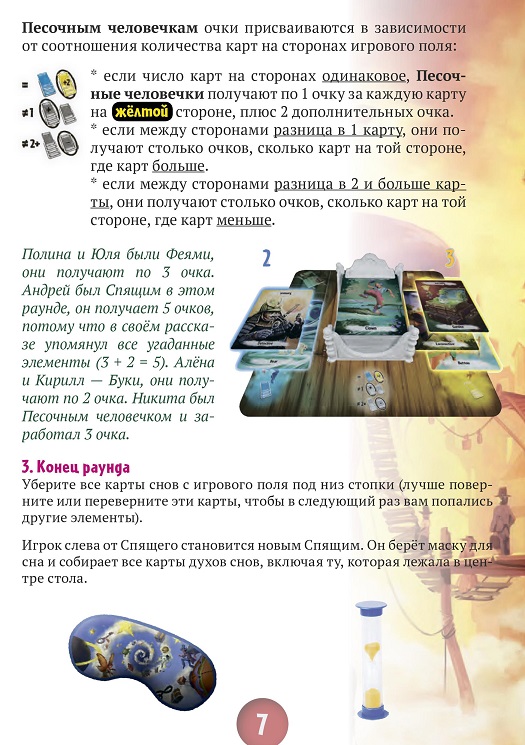 Песочным человечкам очки присваиваются в зависимости
от соотношения количества карт на сторонах игрового поля:
* если число карт на сторонах одинаковое, Песоч-
ные человечки получают по 1 очку за каждую карту
на жёлтой стороне, плюс 2 дополнительных очка.
* если между сторонами разница в 1 карту, они по-
лучают столько очков, сколько карт на той стороне,
где карт больше.
* если между сторонами разница в 2 и больше кар-
ты, они получают столько очков, сколько карт на той
стороне, где карт меньше.
= +2
≠1
≠2+
Полина и Юля были Феями,
они получают по 3 очка.
Андрей был Спящим в этом
раунде, он получает 5 очков,
потому что в своём расска-
зе упомянул все угаданные
элементы (3 + 2 = 5). Алёна
и Кирилл — Буки, они полу-
чают по 2 очка. Никита был
Песочным человечком и за-
работал 3 очка.
2
3
3. Конец раунда
Уберите все карты снов с игрового поля под низ стопки (лучше повер-
ните или переверните эти карты, чтобы в следующий раз вам попались
другие элементы).
Игрок слева от Спящего становится новым Спящим. Он берёт маску для
сна и собирает все карты духов снов, включая ту, которая лежала в цен-
тре стола.
7